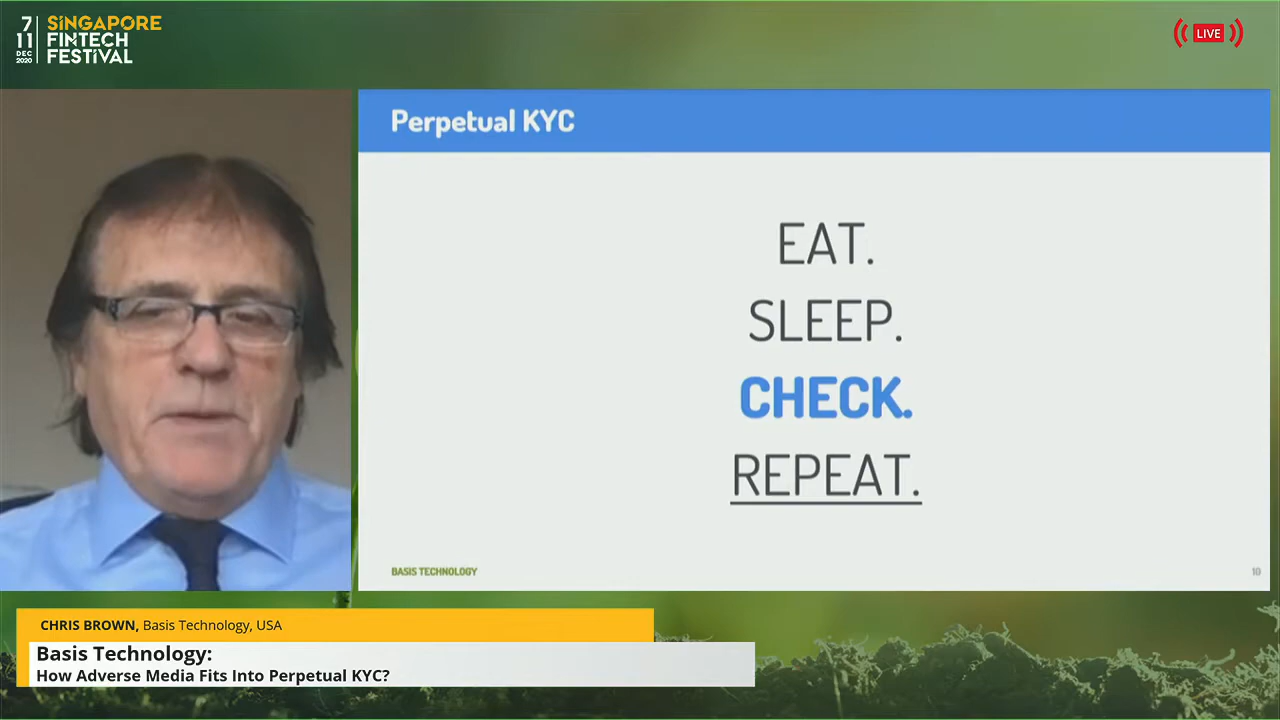 7
11
DEC
2020
SiNGAPORE
FiNTECH
FESTiVAL
LIVE
Perpetual KYC
EAT.
SLEEP.
CHECK.
REPEAT.
BASIS TECHNOLOGY
10
CHRIS BROWN, Basis Technology, USA
Basis Technology:
How Adverse Media Fits Into Perpetual KYC?